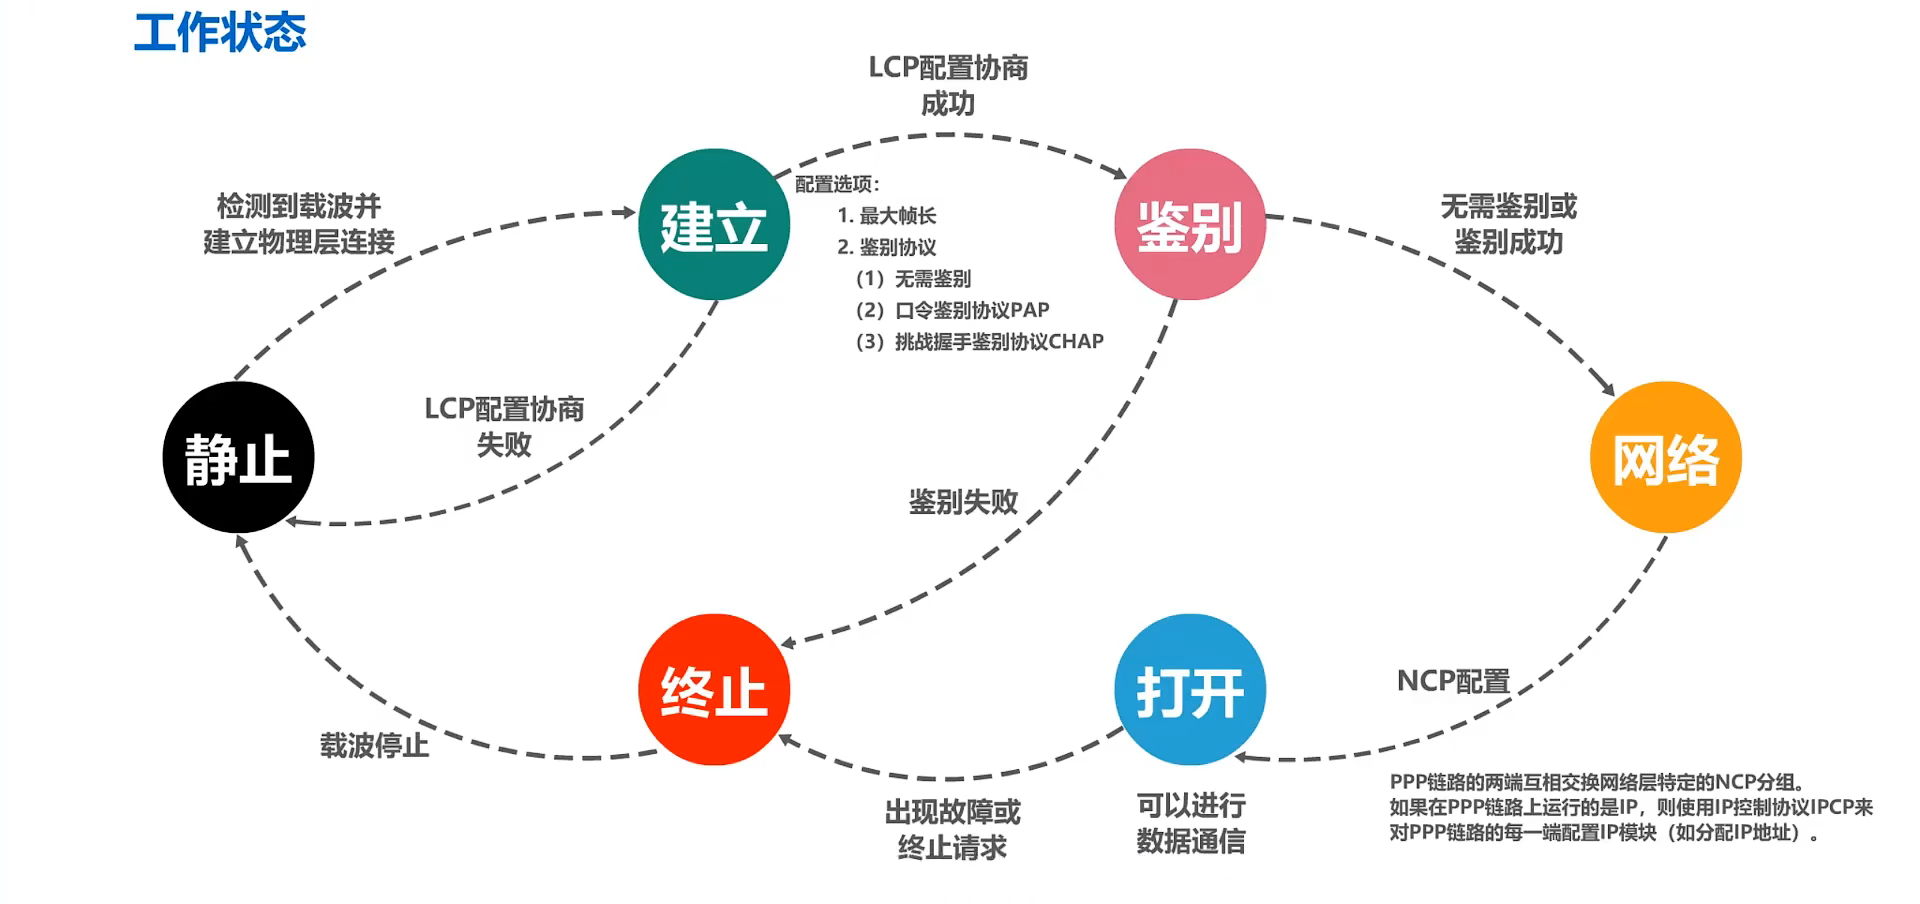 工作状态
LCP配置协商
成功
检测到载波并
建立物理层连接
建立
配置选项：
1. 最大帧长
2. 鉴别协议
（1）无需鉴别
（2）口令鉴别协议PAP
（3）挑战握手鉴别协议CHAP
鉴别
无需鉴别或
鉴别成功
静止
LCP配置协商
失败
鉴别失败
网络
终止
打开
NCP配置
载波停止
出现故障或
终止请求
可以进行
数据通信
PPP链路的两端互相交换网络层特定的NCP分组。
如果在PPP链路上运行的是IP，则使用IP控制协议IPCP来
对PPP链路的每一端配置IP模块（如分配IP地址）。